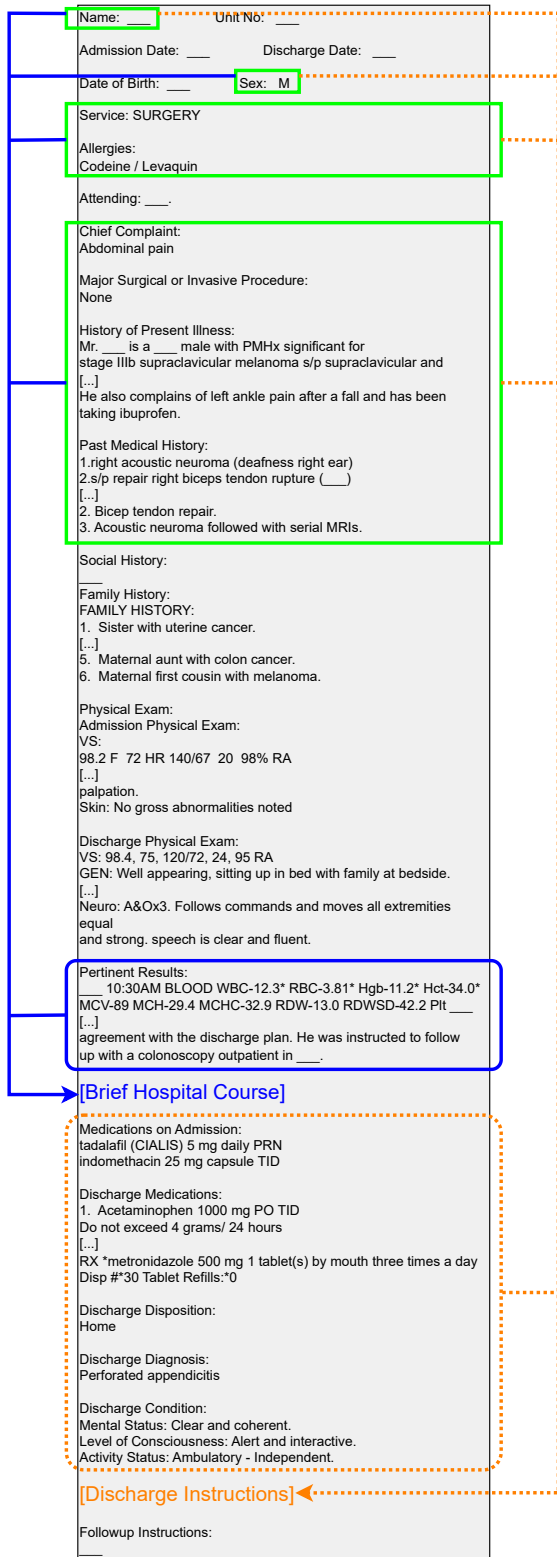 Name: ___ Unit No: ___
Admission Date: ___ Discharge Date: ___
Date of Birth: ___ Sex: M
Service: SURGERY
Allergies:
Codeine / Levaquin
Attending: ___.
Chief Complaint:
Abdominal pain
Major Surgical or Invasive Procedure:
None
History of Present Illness:
Mr. ___ is a ___ male with PMHx significant for
stage IIIb supraclavicular melanoma s/p supraclavicular and
[...]
He also complains of left ankle pain after a fall and has been
taking ibuprofen.
Past Medical History:
1.right acoustic neuroma (deafness right ear)
2.s/p repair right biceps tendon rupture (___)
[...]
2. Bicep tendon repair.
3. Acoustic neuroma followed with serial MRIs.
Social History:
___
Family History:
FAMILY HISTORY:
1. Sister with uterine cancer.
[...]
5. Maternal aunt with colon cancer.
6. Maternal first cousin with melanoma.
Physical Exam:
Admission Physical Exam:
VS:
98.2 F 72 HR 140/67 20 98% RA
[...]
palpation.
Skin: No gross abnormalities noted
Discharge Physical Exam:
VS: 98.4, 75, 120/72, 24, 95 RA
GEN: Well appearing, sitting up in bed with family at bedside.
[...]
Neuro: A&Ox3. Follows commands and moves all extremities
equal
and strong. speech is clear and fluent.
Pertinent Results:
___ 10:30AM BLOOD WBC-12.3* RBC-3.81* Hgb-11.2* Hct-34.0*
MCV-89 MCH-29.4 MCHC-32.9 RDW-13.0 RDWSD-42.2 Plt ___
[...]
agreement with the discharge plan. He was instructed to follow
up with a colonoscopy outpatient in ___.
[Brief Hospital Course]
Medications on Admission:
tadalafil (CIALIS) 5 mg daily PRN
indomethacin 25 mg capsule TID
Discharge Medications:
1. Acetaminophen 1000 mg PO TID
Do not exceed 4 grams/ 24 hours
[...]
RX *metronidazole 500 mg 1 tablet(s) by mouth three times a day
Disp #*30 Tablet Refills:*0
Discharge Disposition:
Home
Discharge Diagnosis:
Perforated appendicitis
Discharge Condition:
Mental Status: Clear and coherent.
Level of Consciousness: Alert and interactive.
Activity Status: Ambulatory - Independent.
[Discharge Instructions]
Followup Instructions:
___